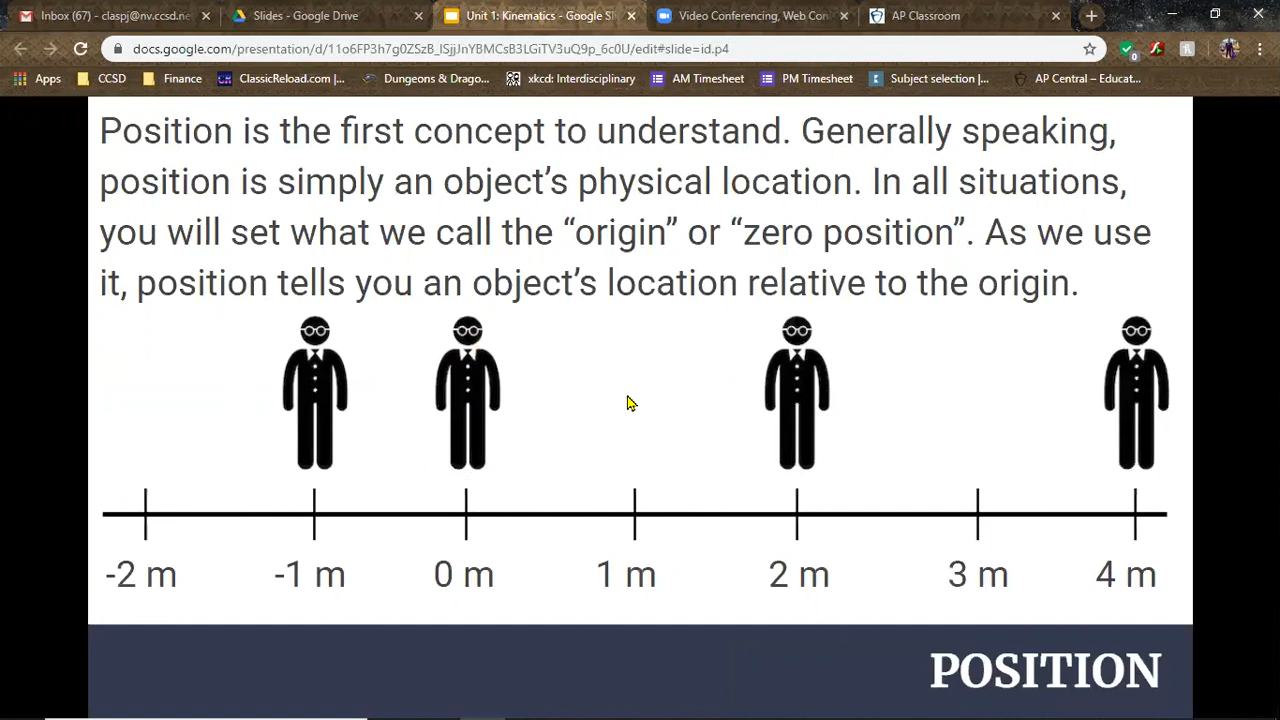 Inbox (67) - claspj@nv.ccsd.ne
Slides - Google Drive
Unit 1: Kinematics - Google Sl
Video Conferencing, Web Con
AP Classroom
docs.google.com/presentation/d/11o6FP3h7g0ZSzB_lSjjJnYBMCsB3LGiTV3uQ9p_6c0U/edit#slide=id.p4
Apps
CCSD
Finance
ClassicReload.com |...
Dungeons & Drago...
xkcd: Interdisciplinary
AM Timesheet
PM Timesheet
Subject selection |...
AP Central – Educat...
Position is the first concept to understand. Generally speaking,
position is simply an object’s physical location. In all situations,
you will set what we call the “origin” or “zero position”. As we use
it, position tells you an object’s location relative to the origin.
-2 m -1 m 0 m 1 m 2 m 3 m 4 m
POSITION